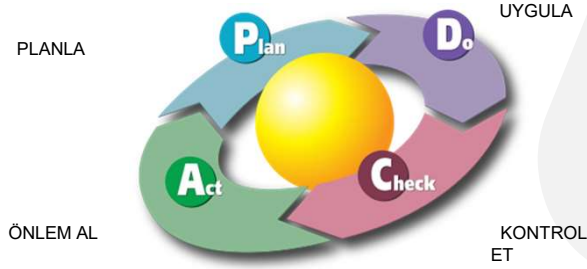 UYGULA
PLANLA
Plan
Do
Act
Check
ÖNLEM AL
KONTROL
ET